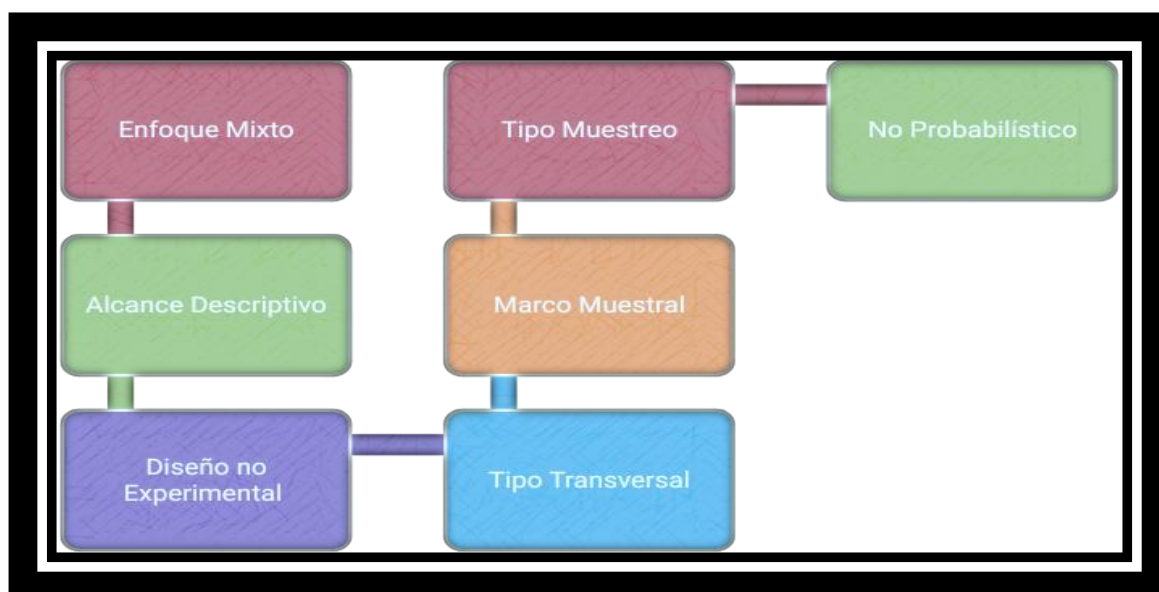 Enfoque Mixto
Alcance Descriptivo
Diseño no
Experimental
Tipo Transversal
Marco Muestral
Tipo Muestreo
No Probabilístico